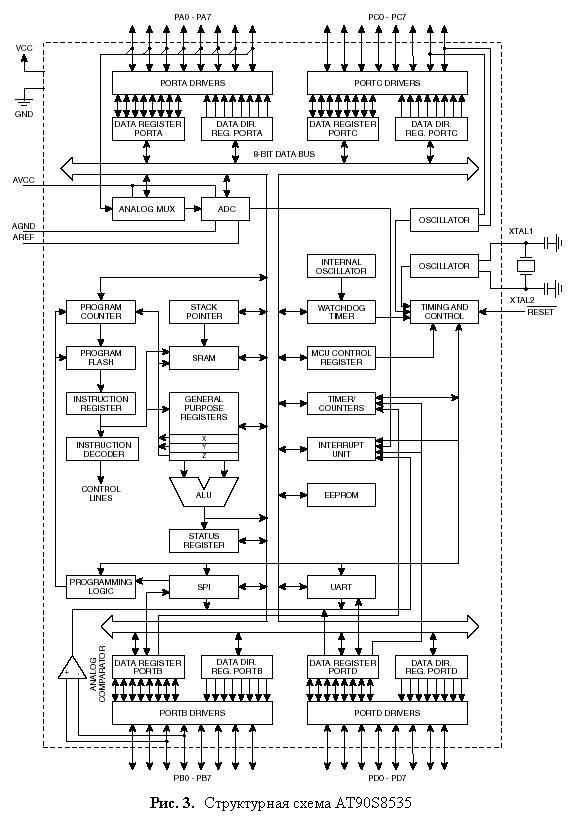 PA0 - PA7
PC0 - PC7
VCC
GND
PORTA DRIVERS
PORTC DRIVERS
DATA REGISTER
PORTA
DATA DIR.
REG. PORTA
DATA REGISTER
PORTC
DATA DIR.
REG. PORTC
8-BIT DATA BUS
AVCC
ANALOG MUX
ADC
AGND
AREF
OSCILLATOR
XTAL1
OSCILLATOR
INTERNAL
OSCILLATOR
XTAL2
RESET
PROGRAM
COUNTER
STACK
POINTER
WATCHDOG
TIMER
TIMING AND
CONTROL
PROGRAM
FLASH
SRAM
MCU CONTROL
REGISTER
INSTRUCTION
REGISTER
GENERAL
PURPOSE
REGISTERS
X
Y
Z
TIMER/
COUNTERS
INSTRUCTION
DECODER
INTERRUPT
UNIT
CONTROL
LINES
ALU
EEPROM
STATUS
REGISTER
PROGRAMMING
LOGIC
SPI
UART
ANALOG
COMPARATOR
+ -
DATA REGISTER
PORTB
DATA DIR.
REG. PORTB
DATA REGISTER
PORTD
DATA DIR.
REG. PORTD
PORTB DRIVERS
PORTD DRIVERS
PB0 - PB7
PD0 - PD7
Рис. 3. Структурная схема AT90S8535